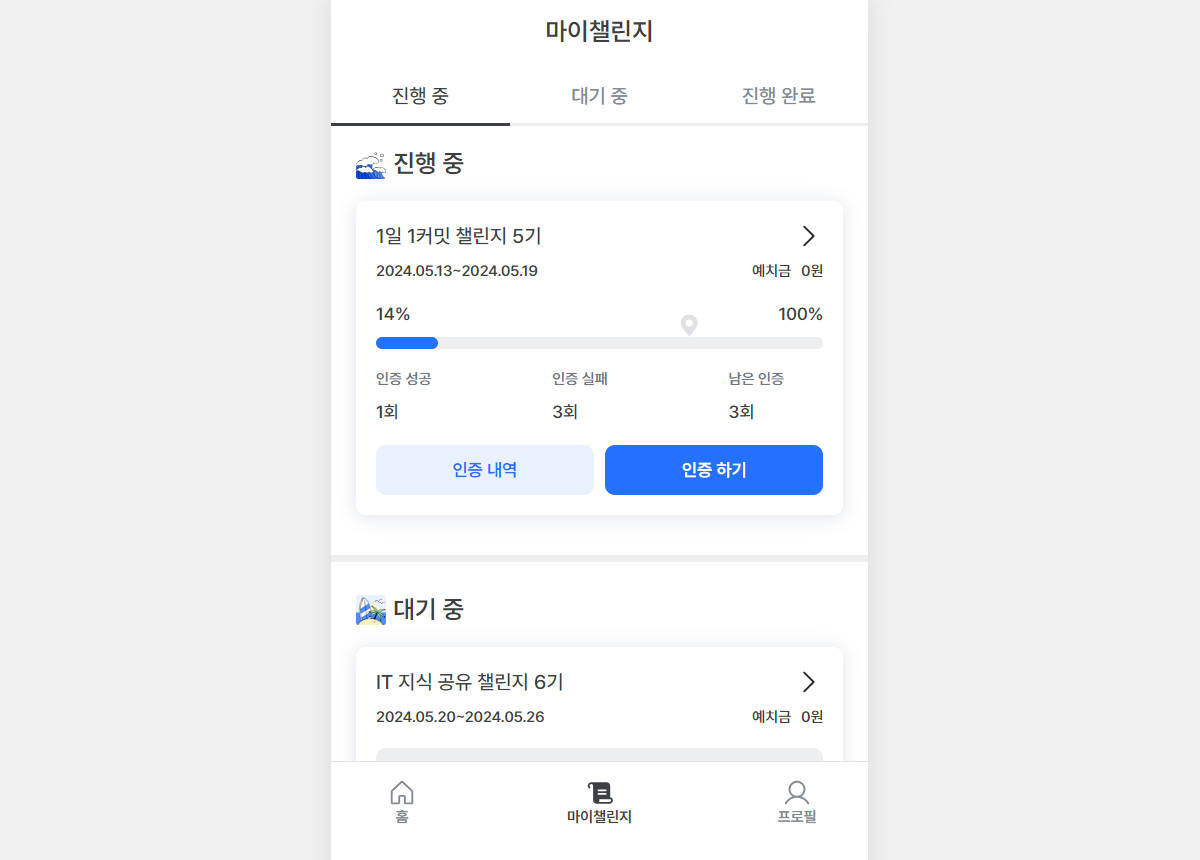 마이챌린지
진행 중 대기 중 진행 완료
진행 중
1일 1커밋 챌린지 5기
2024.05.13~2024.05.19 예치금 0원
14% 100%
인증 성공 인증 실패 남은 인증
1회 3회 3회
인증 내역 인증 하기
대기 중
IT 지식 공유 챌린지 6기
2024.05.20~2024.05.26 예치금 0원
홈 마이챌린지 프로필